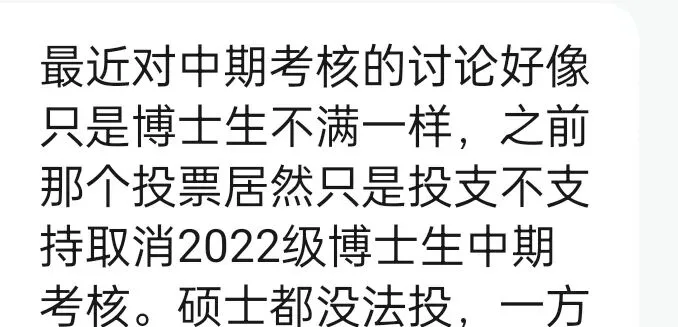 最近对中期考核的讨论好像
只是博士生不满一样，之前
那个投票居然只是投支不支
持取消2022级博士生中期
考核。硕士都没法投，一方